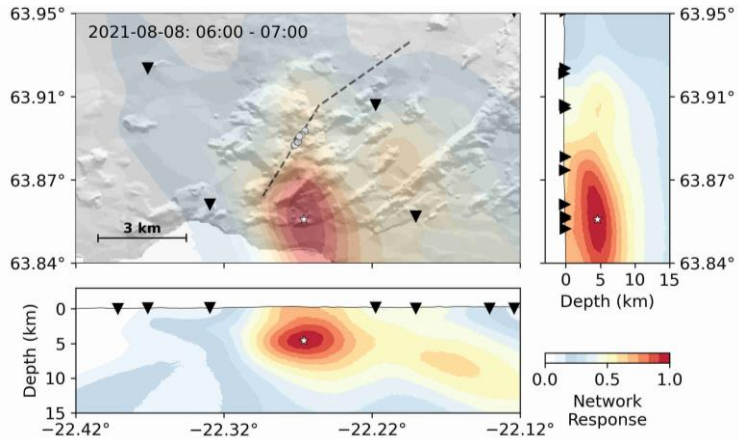 63.95°
63.91°
63.87°
63.84°
2021-08-08: 06:00 - 07:00
3 km
63.95°
63.91°
63.87°
63.84°
0 5 10 15
Depth (km)
Depth (km)
0
5
10
15
−22.42° −22.32° −22.22° −22.12°
0.0 0.5 1.0
Network
Response